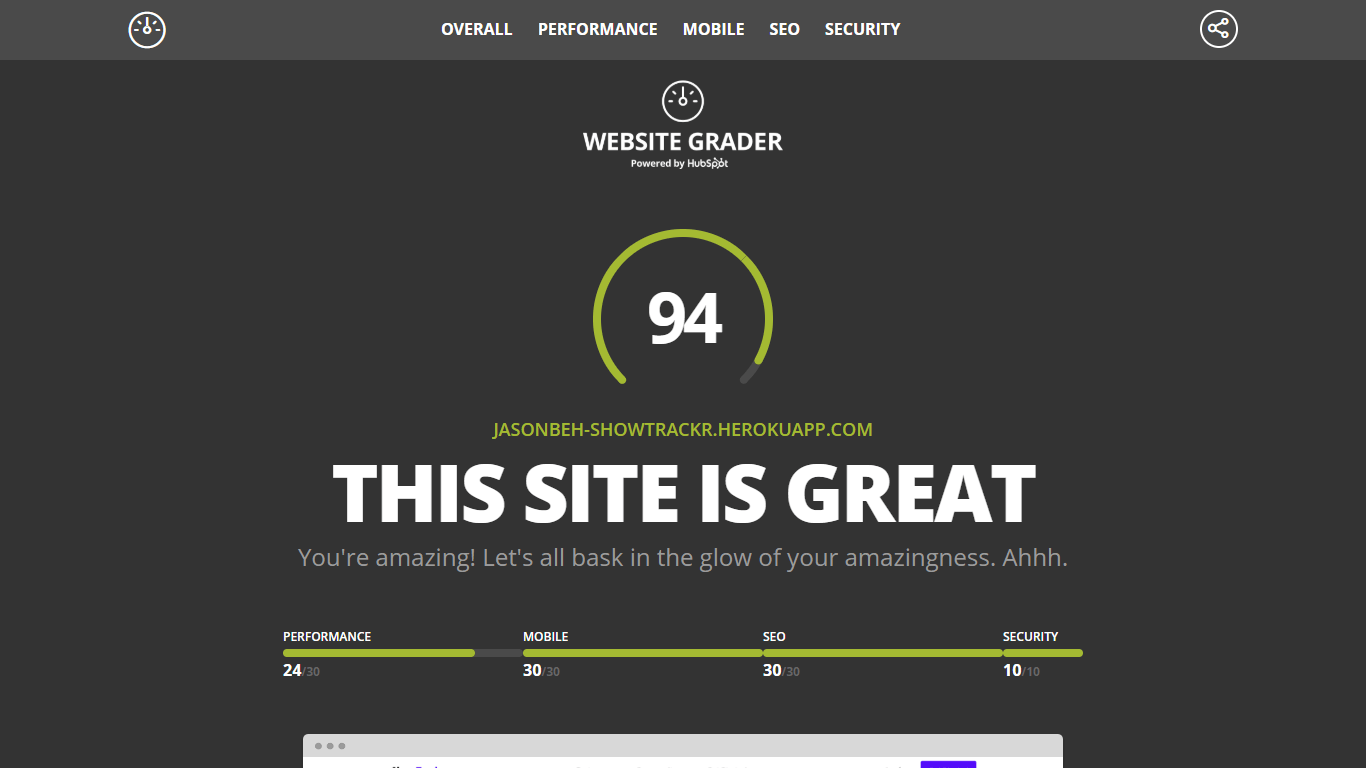 OVERALL PERFORMANCE MOBILE SEO SECURITY
WEBSITE GRADER
Powered by HubSpot
94
JASONBEH-SHOWTRACKR.HEROKUAPP.COM
THIS SITE IS GREAT
You're amazing! Let's all bask in the glow of your amazingness. Ahhh.
PERFORMANCE MOBILE SEO SECURITY
24/30 30/30 30/30 10/10